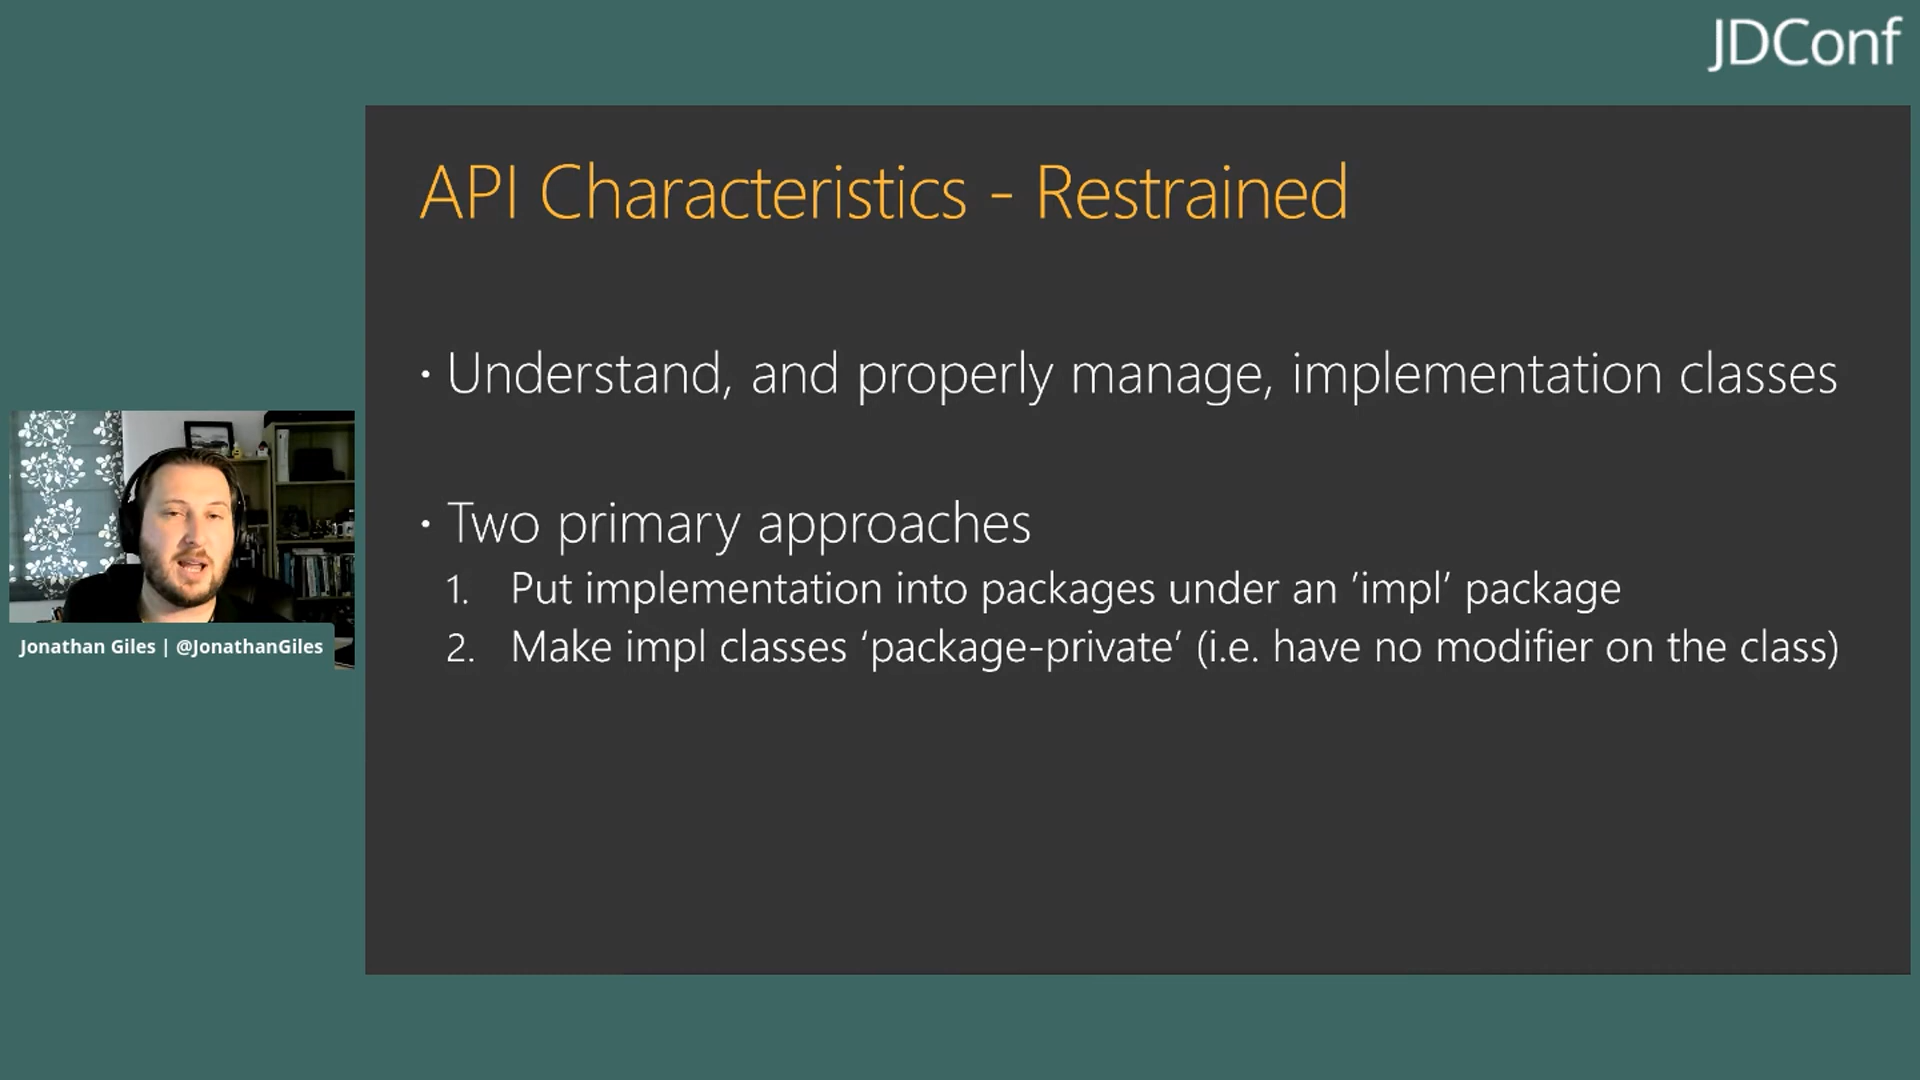 JDConf
API Characteristics - Restrained
· Understand, and properly manage, implementation classes
· Two primary approaches
1. Put implementation into packages under an ’impl’ package
2. Make impl classes ‘package-private’ (i.e. have no modifier on the class)
Jonathan Giles | @JonathanGiles